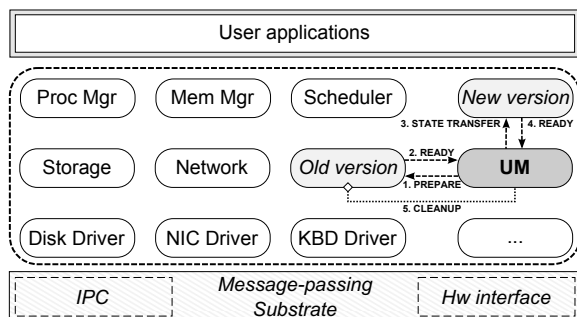 User applications
Proc Mgr
Mem Mgr
Scheduler
New version
3. STATE TRANSFER
4. READY
Storage
Network
Old version
2. READY
UM
1. PREPARE
5. CLEANUP
Disk Driver
NIC Driver
KBD Driver
...
IPC
Message-passing
Substrate
Hw interface